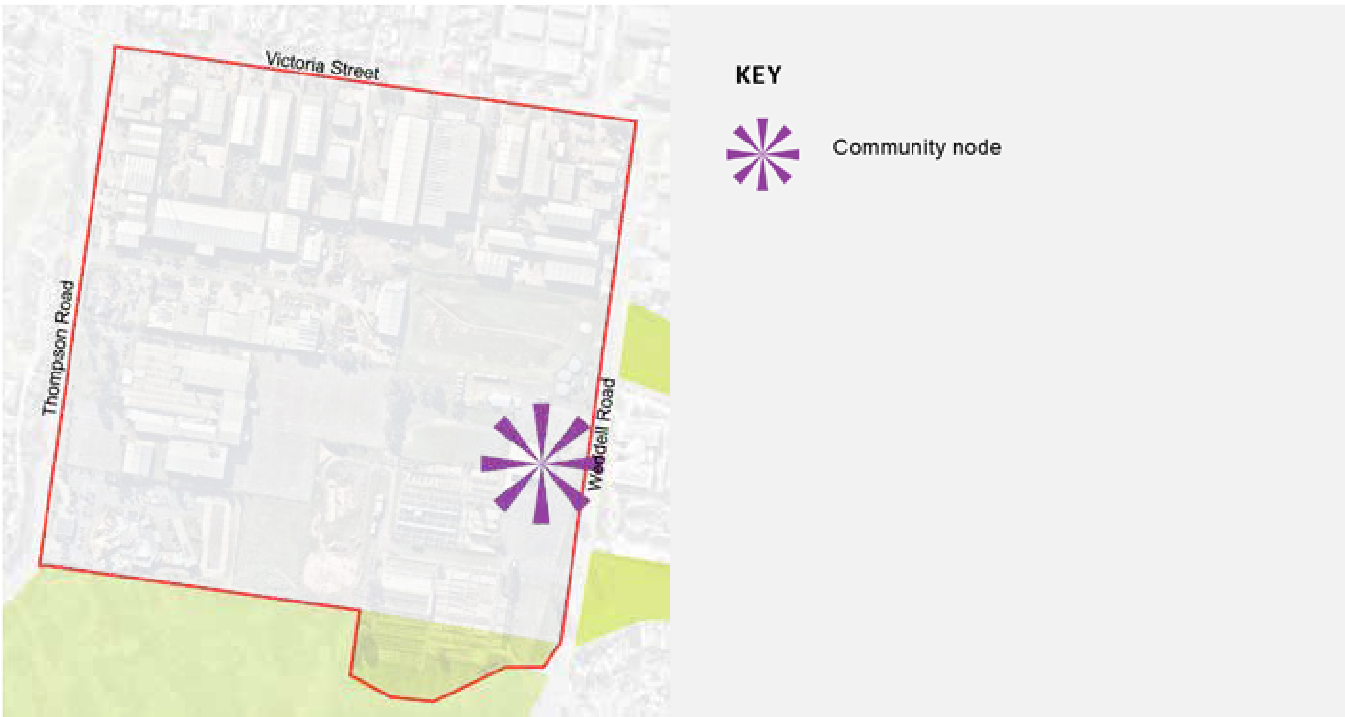 Victoria Street
Thompson Road
Weddell Road
KEY
Community node